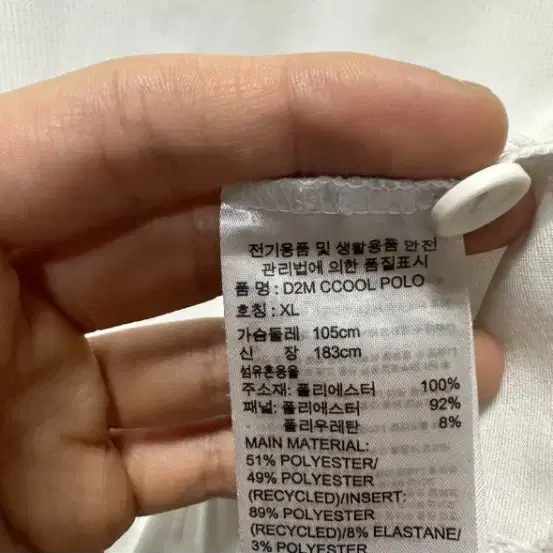 전기용품 및 생활용품 안전
관리법에 의한 품질표시
품 명 : D2M CCOOL POLO
호칭 : XL
가슴둘레 105cm
신 장 183cm
섬유혼용율
주소재: 폴리에스터 100%
패널: 폴리에스터 92%
폴리우레탄 8%
MAIN MATERIAL:
51% POLYESTER/
49% POLYESTER
(RECYCLED)/INSERT:
89% POLYESTER
(RECYCLED)/8% ELASTANE/
3% POLYESTER